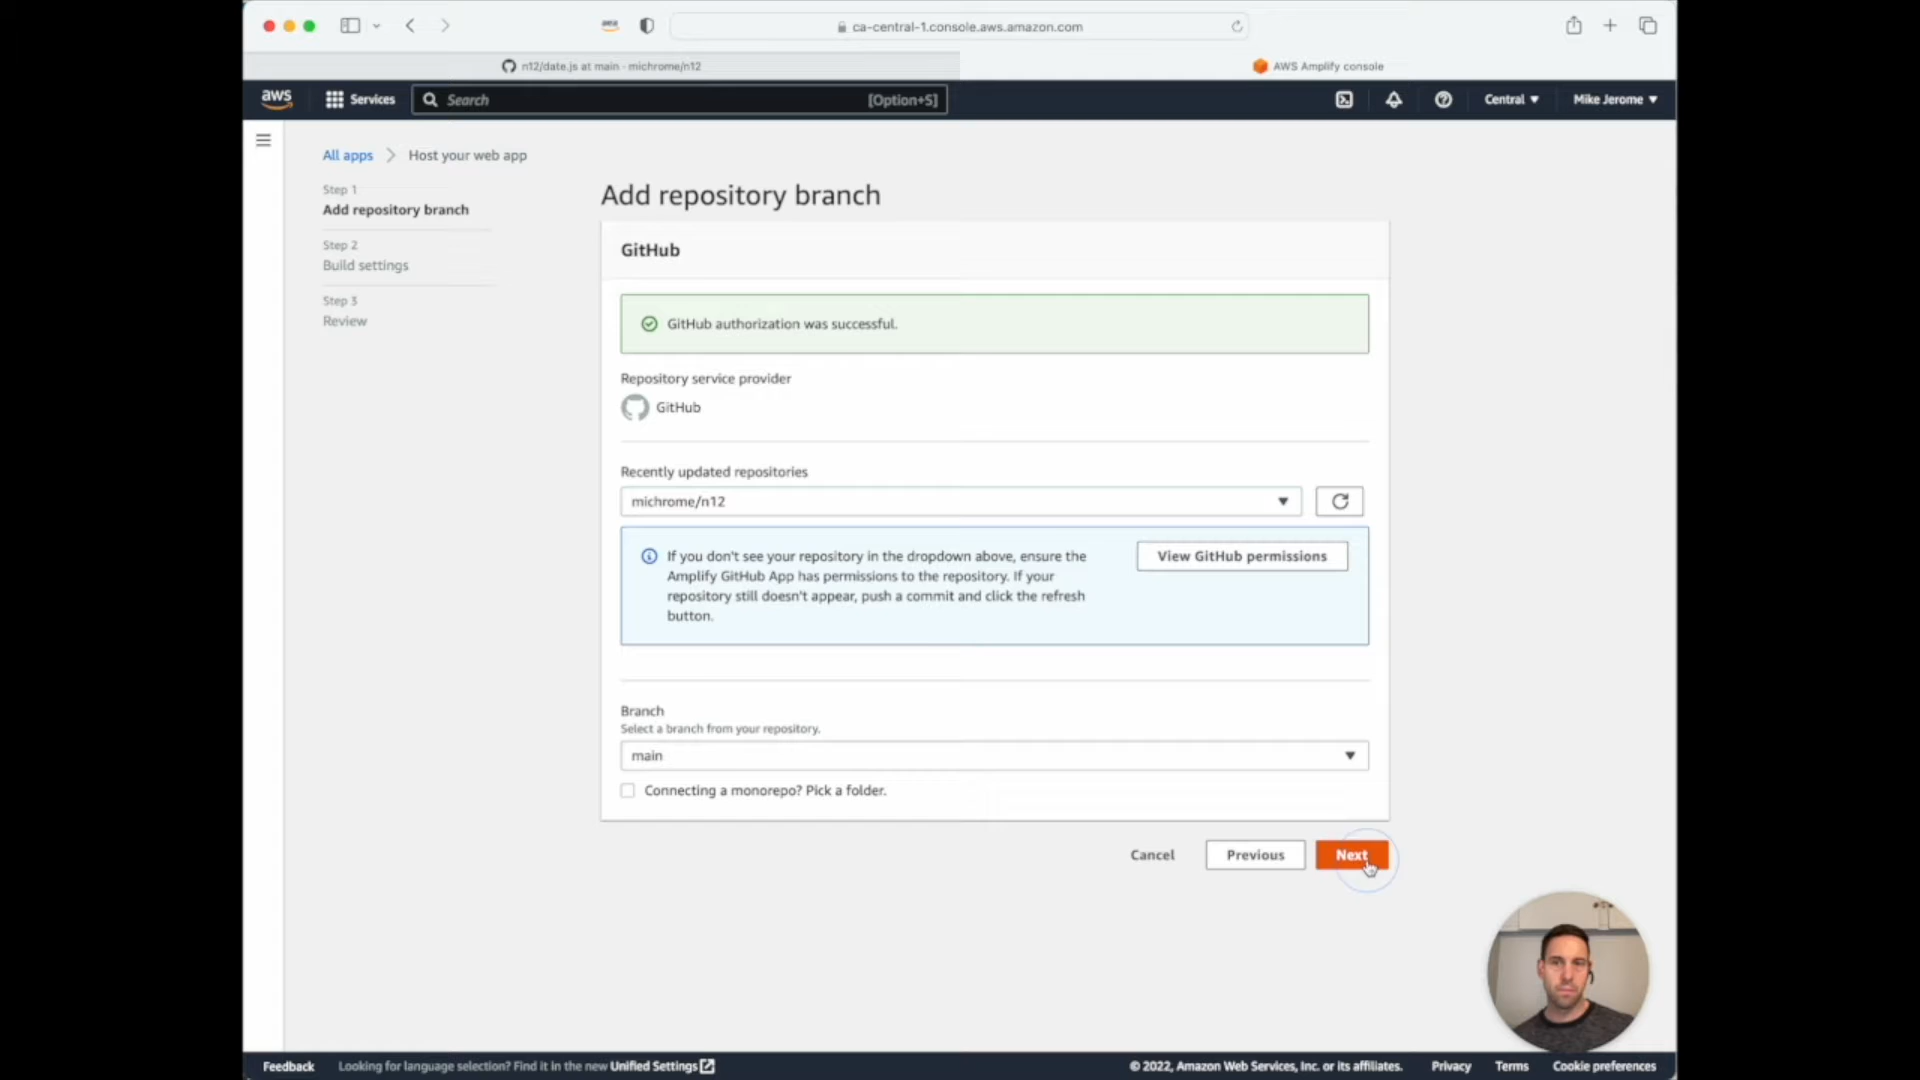 ca-central-1.console.aws.amazon.com
n12/date.js at main · michrome/n12
AWS Amplify console
aws
Services
Search
[Option+S]
Central ▼
Mike Jerome ▼
All apps
Host your web app
Step 1
Add repository branch
Step 2
Build settings
Step 3
Review
Add repository branch
GitHub
GitHub authorization was successful.
Repository service provider
GitHub
Recently updated repositories
michrome/n12
If you don't see your repository in the dropdown above, ensure the
Amplify GitHub App has permissions to the repository. If your
repository still doesn't appear, push a commit and click the refresh
button.
View GitHub permissions
Branch
Select a branch from your repository.
main
Connecting a monorepo? Pick a folder.
Cancel
Previous
Next
Feedback
Looking for language selection? Find it in the new Unified Settings
© 2022, Amazon Web Services, Inc. or its affiliates.
Privacy
Terms
Cookie preferences